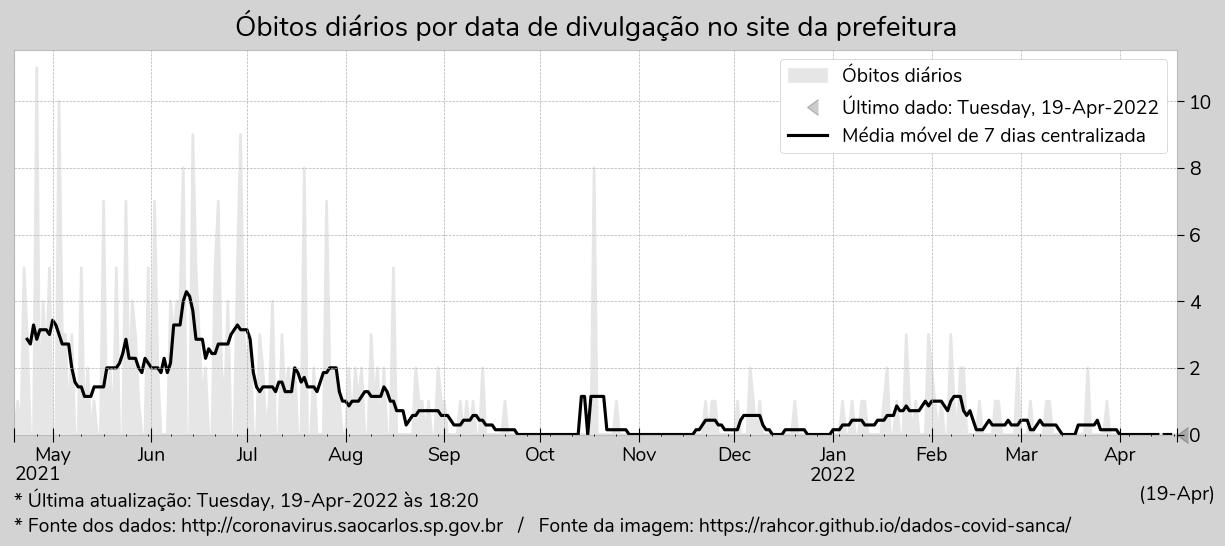 Óbitos diários por data de divulgação no site da prefeitura
Óbitos diários
Último dado: Tuesday, 19-Apr-2022
Média móvel de 7 dias centralizada
10
8
6
4
2
0
May Jun Jul Aug Sep Oct Nov Dec Jan Feb Mar Apr
2021 2022
(19-Apr)
* Última atualização: Tuesday, 19-Apr-2022 às 18:20
* Fonte dos dados: http://coronavirus.saocarlos.sp.gov.br / Fonte da imagem: https://rahcor.github.io/dados-covid-sanca/